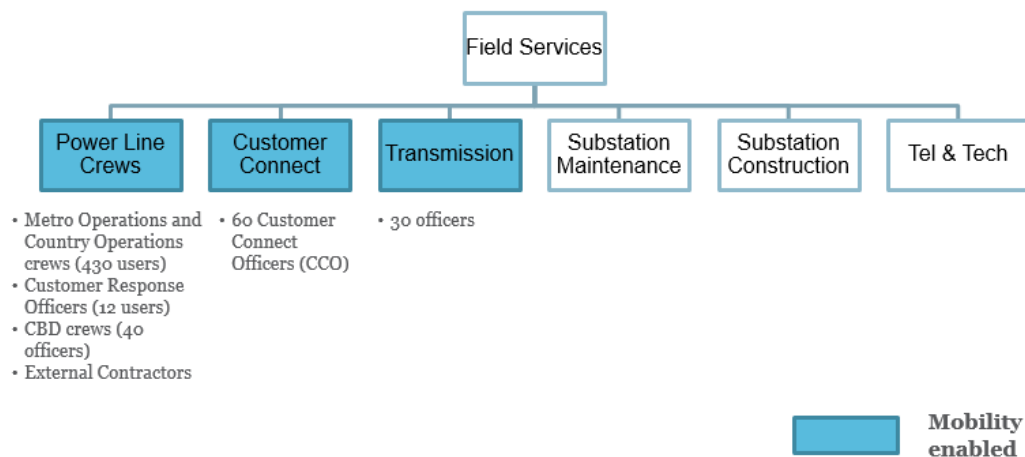 Field Services
Power Line
Crews
Customer
Connect
Transmission
Substation
Maintenance
Substation
Construction
Tel & Tech
• Metro Operations and
Country Operations
crews (430 users)
• Customer Response
Officers (12 users)
• CBD crews (40
officers)
• External Contractors
• 60 Customer
Connect
Officers (CCO)
• 30 officers
Mobility
enabled